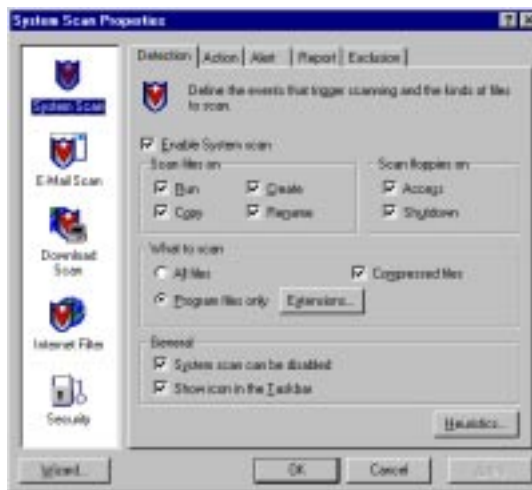 System Scan Properties
System Scan
E-Mail Scan
Download
Scan
Internet Filter
Security
Detection Action Alert Report Exclusion
Define the events that trigger scanning and the kinds of files
to scan.
Enable System scan
Scan files on
Run Create
Copy Rename
Scan floppies on
Access
Shutdown
What to scan
All files Compressed files
Program files only Extensions...
General
System scan can be disabled
Show icon in the Taskbar
Heuristics...
Wizard... OK Cancel Apply